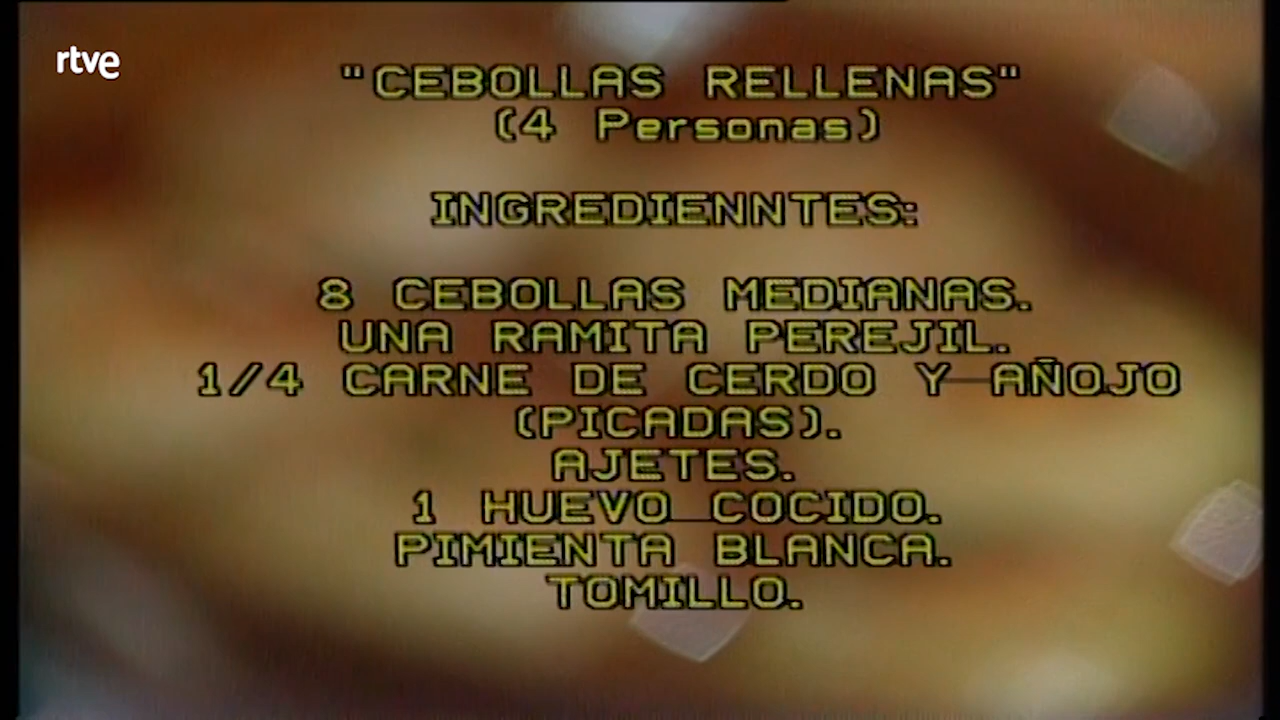 rtve
"CEBOLLAS RELLENAS"
(4 Personas)
INGREDIENNTES:
8 CEBOLLAS MEDIANAS.
UNA RAMITA PEREJIL.
1/4 CARNE DE CERDO Y AÑOJO
(PICADAS).
AJETES.
1 HUEVO COCIDO.
PIMIENTA BLANCA.
TOMILLO.